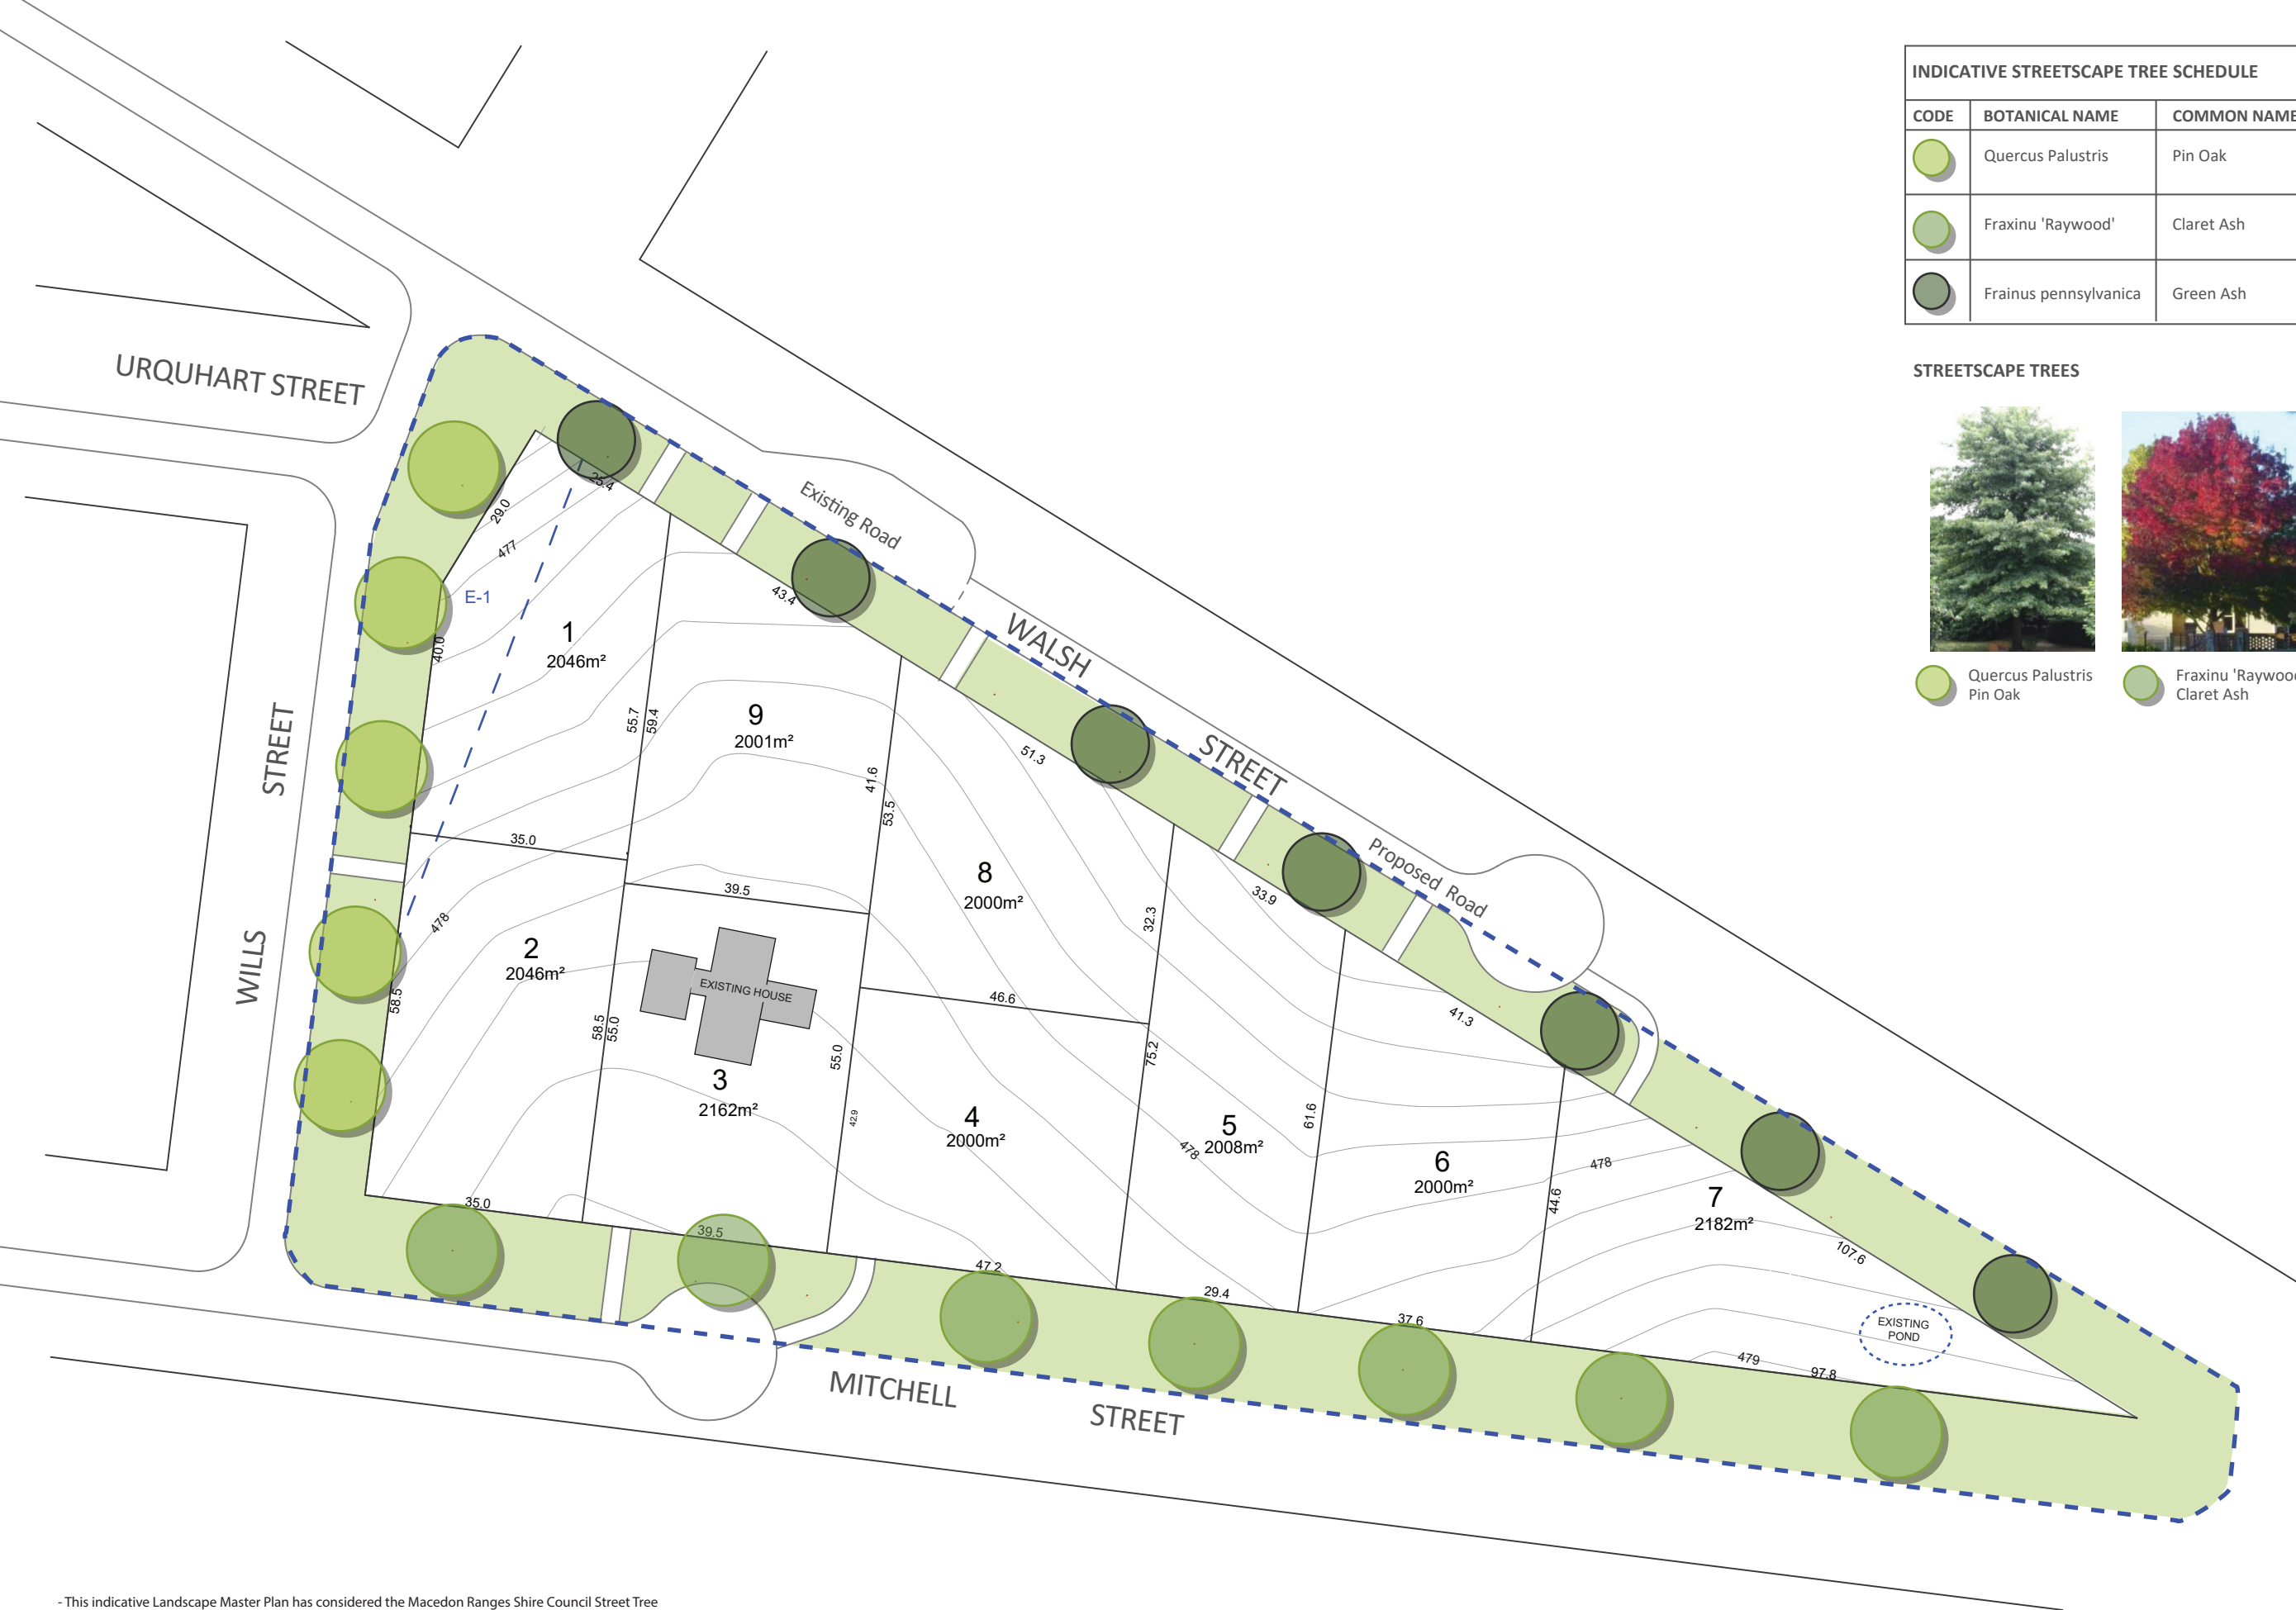 INDICATIVE STREETSCAPE TREE SCHEDULE
CODE BOTANICAL NAME COMMON NAME
Quercus Palustris Pin Oak
Fraxinu 'Raywood' Claret Ash
Frainus pennsylvanica Green Ash
STREETSCAPE TREES
Quercus Palustris
Pin Oak
Fraxinu 'Raywoo
Claret Ash
URQUHART STREET
WILLS STREET
WALSH STREET
MITCHELL STREET
Existing Road
Proposed Road
E-1
29.0
25.4
477
40.0
1
2046m²
43.4
55.7
59.4
9
2001m²
41.6
53.5
51.3
35.0
39.5
8
2000m²
32.3
33.9
478
2
2046m²
58.5
58.5
55.0
EXISTING HOUSE
3
2162m²
55.0
42.9
46.6
75.2
41.3
4
2000m²
478
5
2008m²
61.6
6
2000m²
478
44.6
7
2182m²
107.6
EXISTING
POND
35.0
39.5
47.2
29.4
37.6
479
97.8
- This indicative Landscape Master Plan has considered the Macedon Ranges Shire Council Street Tree